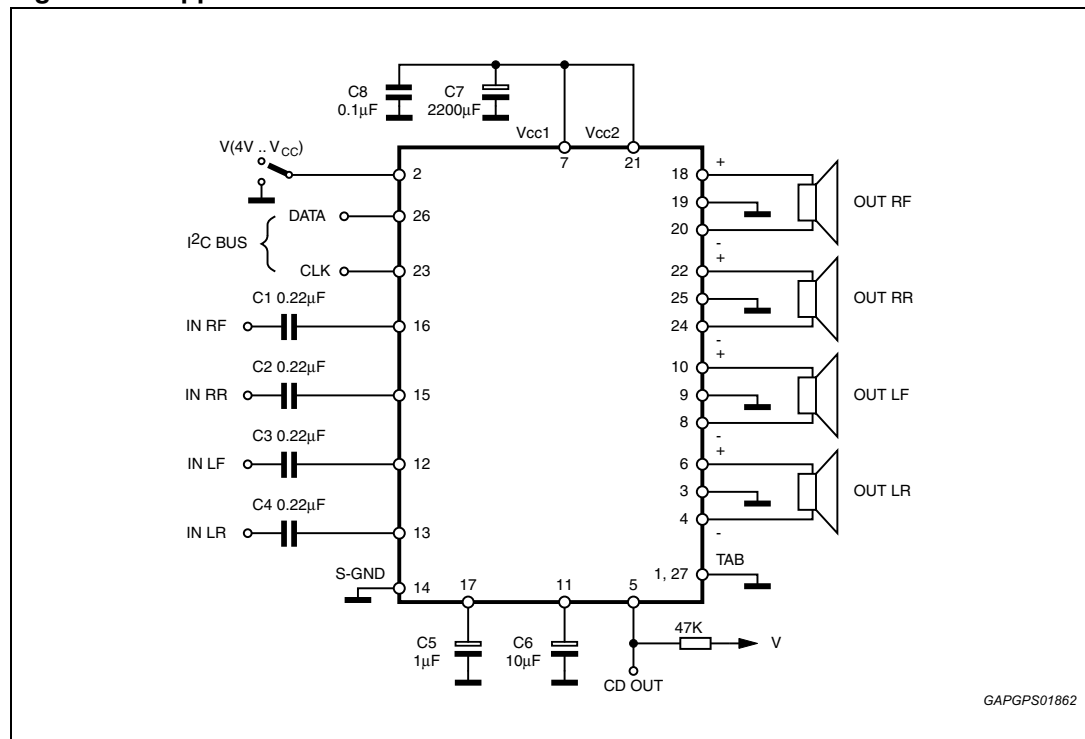 C8
0.1µF
C7
2200µF
Vcc1
Vcc2
7
21
V(4V .. VCC)
2
I2C BUS
DATA
26
CLK
23
C1 0.22µF
IN RF
16
C2 0.22µF
IN RR
15
C3 0.22µF
IN LF
12
C4 0.22µF
IN LR
13
S-GND
14
17
11
5
18
+
19
20
-
OUT RF
+
22
25
24
-
OUT RR
+
10
9
8
-
OUT LF
+
6
3
4
-
OUT LR
1, 27
TAB
C5
1µF
C6
10µF
47K
V
CD OUT
GAPGPS01862